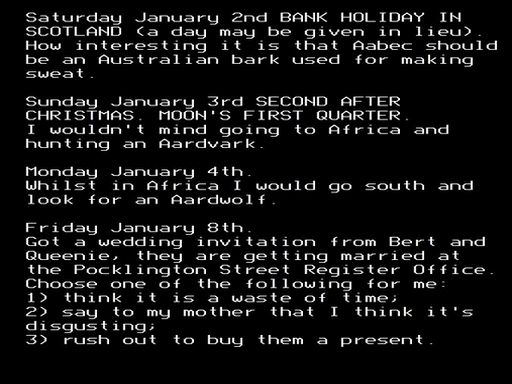 Saturday January 2nd BANK HOLIDAY IN
SCOTLAND (a day may be given in lieu).
How interesting it is that Aabec should
be an Australian bark used for making
sweat.
Sunday January 3rd SECOND AFTER
CHRISTMAS. MOON'S FIRST QUARTER.
I wouldn't mind going to Africa and
hunting an Aardvark.
Monday January 4th.
Whilst in Africa I would go south and
look for an Aardwolf.
Friday January 8th.
Got a wedding invitation from Bert and
Queenie, they are getting married at
the Pocklington Street Register Office.
Choose one of the following for me:
1) think it is a waste of time;
2) say to my mother that I think it's
disgusting;
3) rush out to buy them a present.